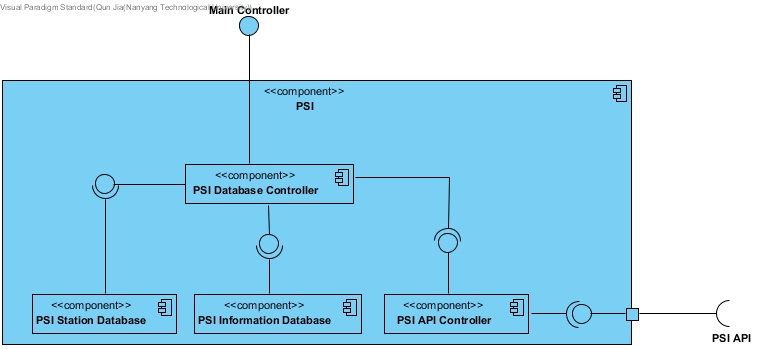 Visual Paradigm Standard(Qun Jia(Nanyang Technological
Main Controller
<<component>>
PSI
<<component>>
PSI Database Controller
<<component>>
PSI Station Database
<<component>>
PSI Information Database
<<component>>
PSI API Controller
PSI API